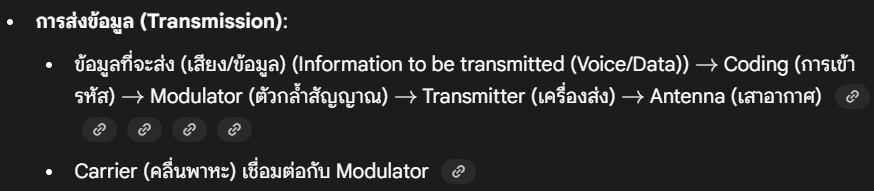 การส่งข้อมูล (Transmission):
ข้อมูลที่จะส่ง (เสียง/ข้อมูล) (Information to be transmitted (Voice/Data)) → Coding (การเข้า
รหัส) → Modulator (ตัวกล้ำสัญญาณ) → Transmitter (เครื่องส่ง) → Antenna (เสาอากาศ)
Carrier (คลื่นพาหะ) เชื่อมต่อกับ Modulator